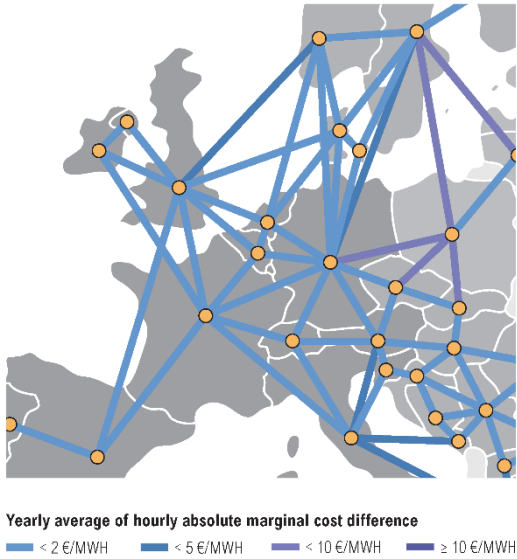 Yearly average of hourly absolute marginal cost difference
< 2 €/MWH < 5 €/MWH < 10 €/MWH ≥ 10 €/MWH